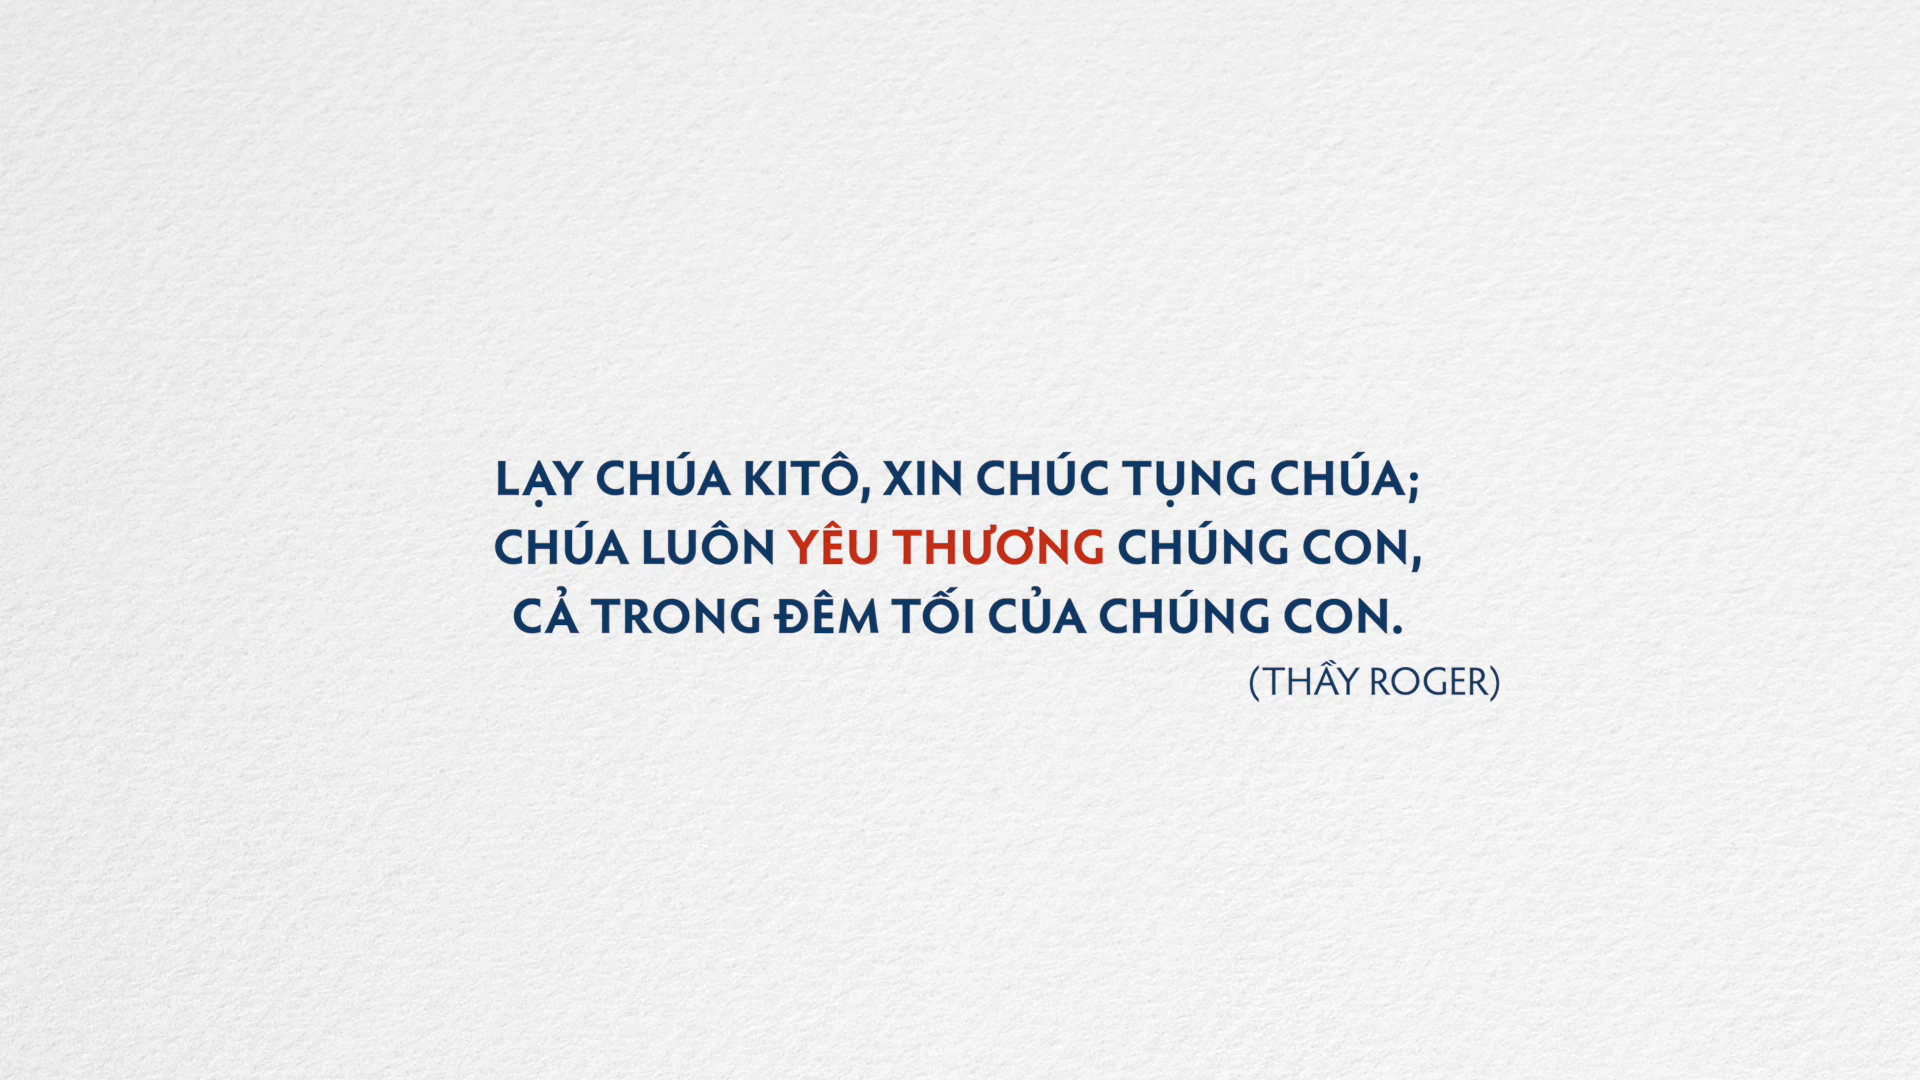 LẠY CHÚA KITÔ, XIN CHÚC TỤNG CHÚA;
CHÚA LUÔN YÊU THƯƠNG CHÚNG CON,
CẢ TRONG ĐÊM TỐI CỦA CHÚNG CON.
(THẦY ROGER)